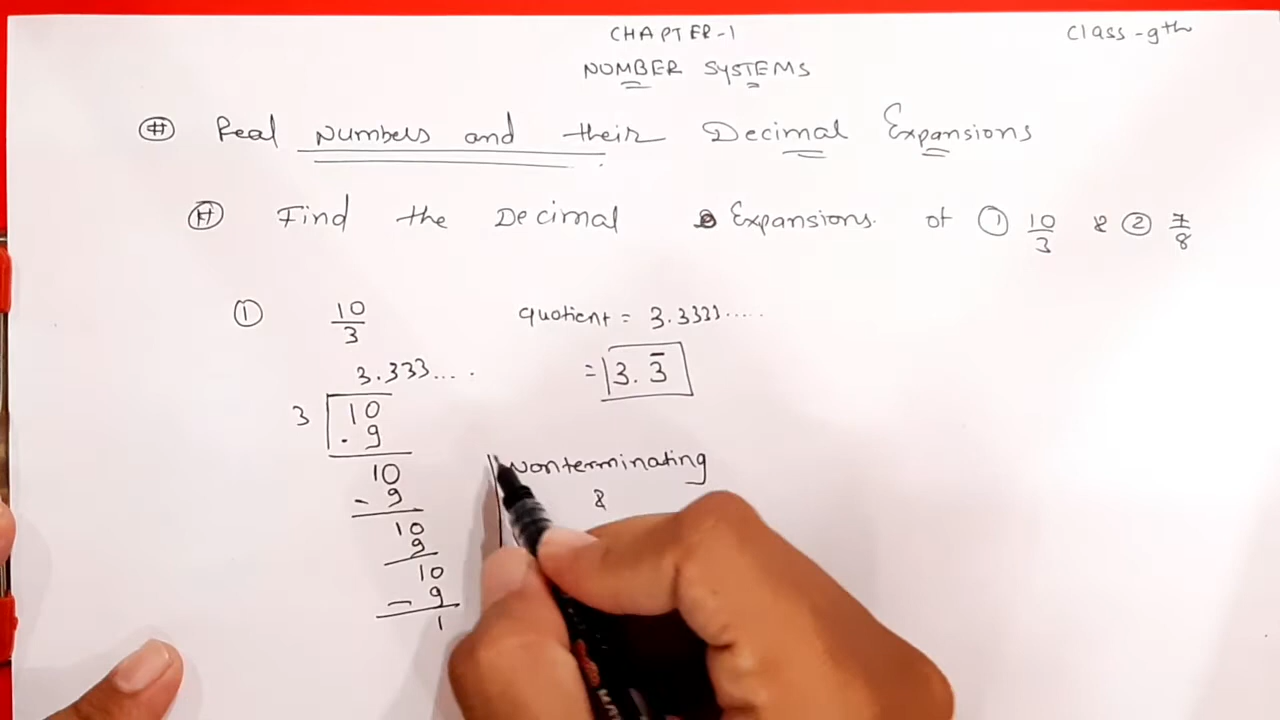 CHAPTER-1
Class-9th
NUMBER SYSTEMS
# Real Numbers and their Decimal Expansions
# Find the Decimal Expansions. of ① 10/3 & ② 7/8
① 10/3
quotient = 3.3333.....
= 3.3̅
3.333.... .
3 10
. 9
10
- 9
10
9
10
- 9
1
Nonterminating
&